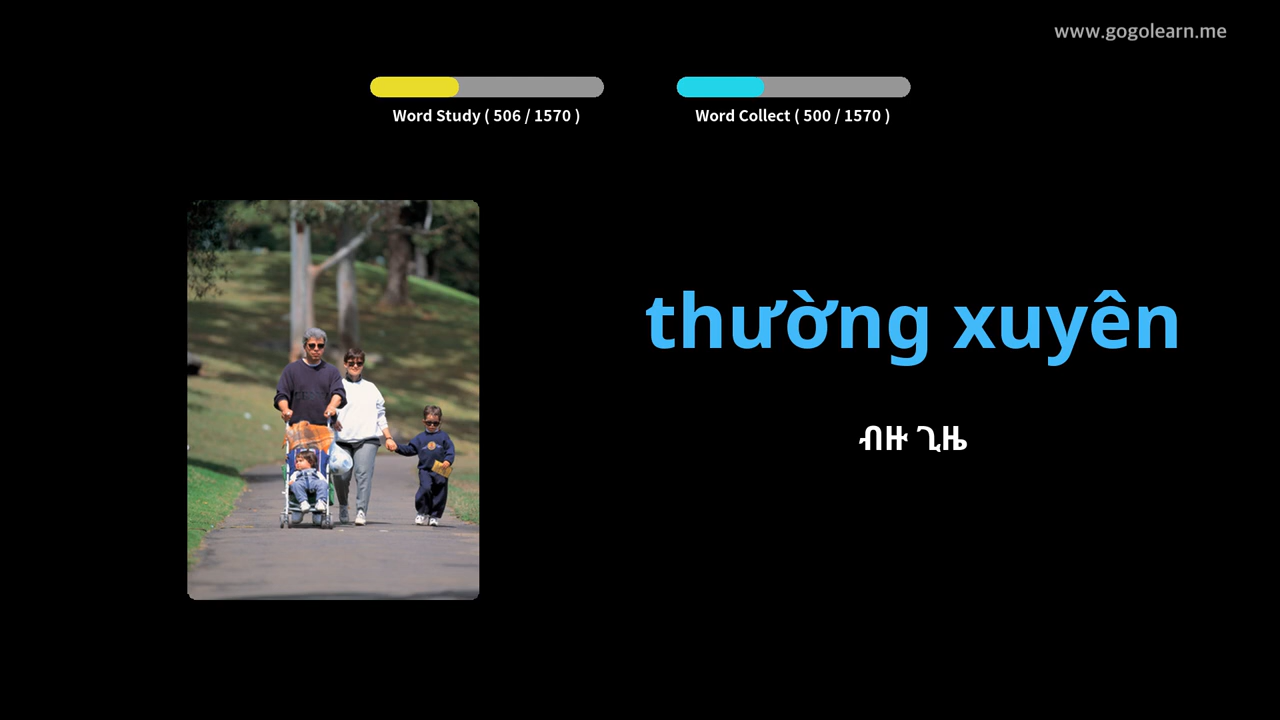 www.gogolearn.me
Word Study ( 506 / 1570 )
Word Collect ( 500 / 1570 )
thường xuyên
ብዙ ጊዜ